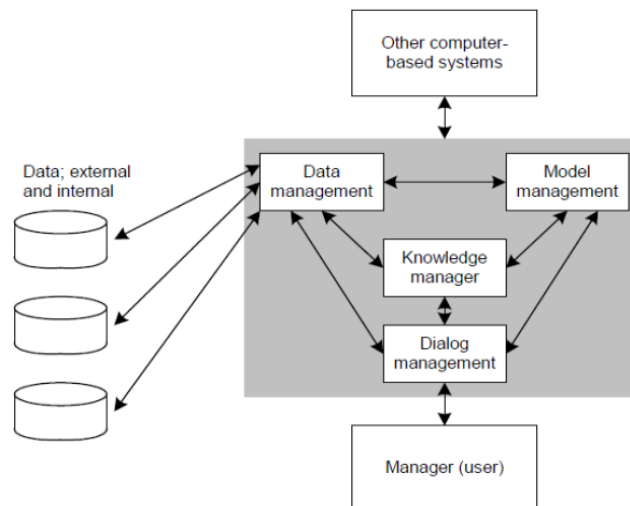 Other computer-
based systems
Data; external
and internal
Data
management
Model
management
Knowledge
manager
Dialog
management
Manager (user)